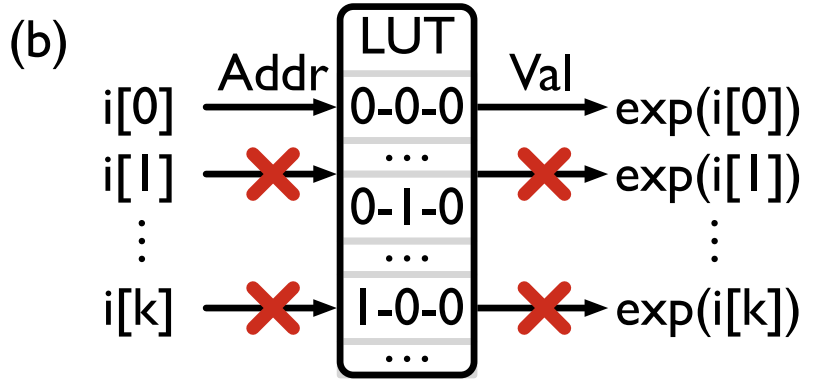 (b)
LUT
Addr
Val
i[0]
0-0-0
exp(i[0])
...
i[1]
exp(i[1])
0-1-0
⋮
⋮
...
i[k]
1-0-0
exp(i[k])
...